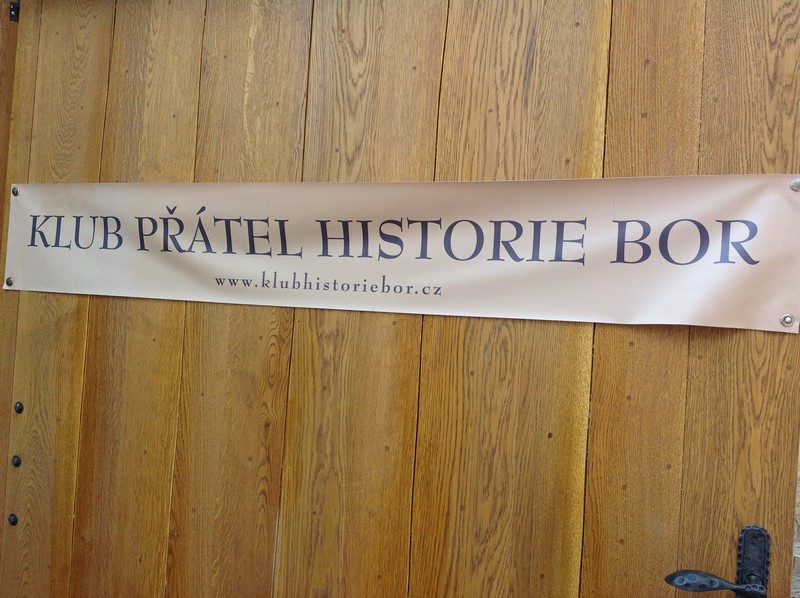 KLUB PŘÁTEL HISTORIE BOR
www.klubhistoriebor.cz